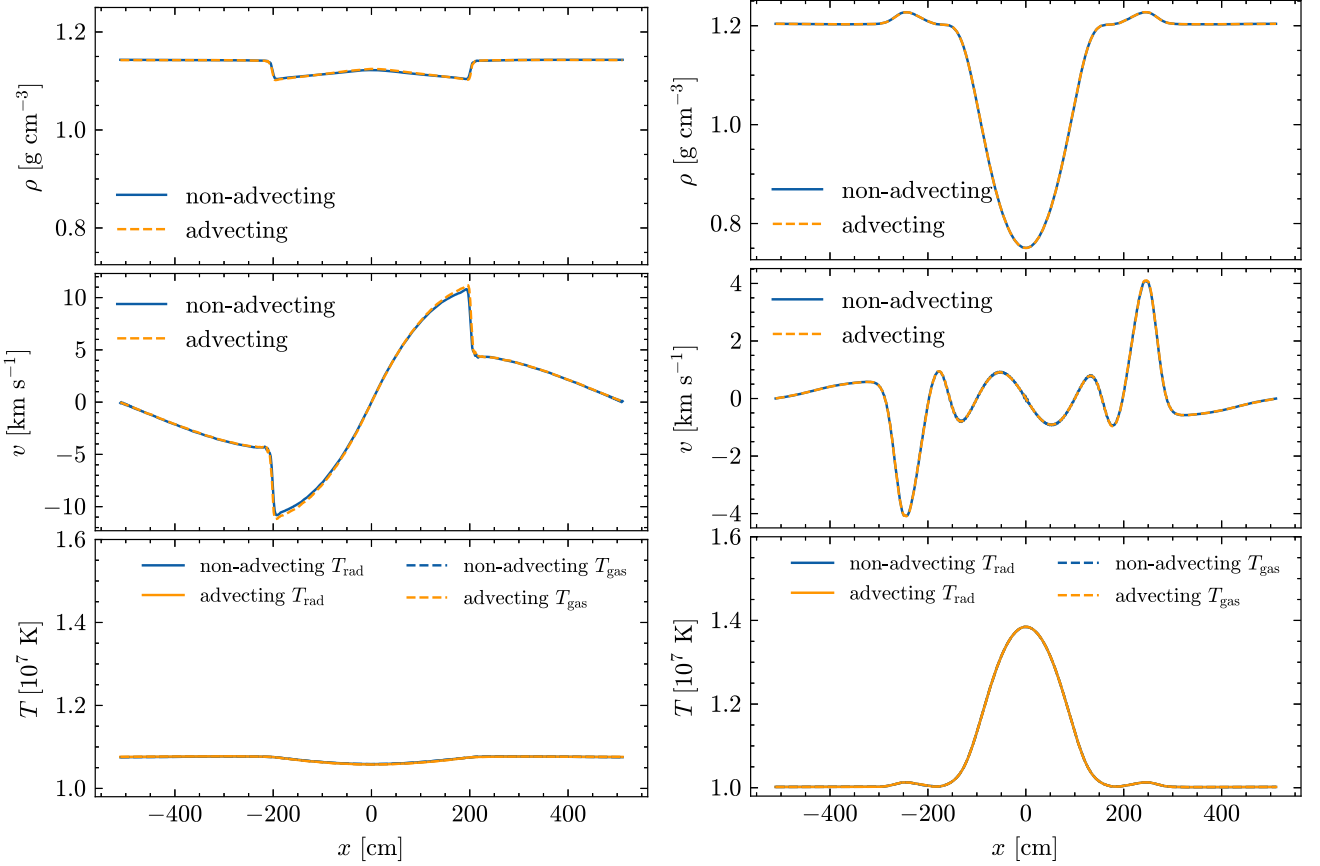 1.2
1.0
0.8
ρ [g cm⁻³]
non-advecting
advecting
10
5
0
−5
−10
v [km s⁻¹]
non-advecting
advecting
1.6
1.4
1.2
1.0
T [10⁷ K]
non-advecting T_rad
advecting T_rad
non-advecting T_gas
advecting T_gas
−400 −200 0 200 400
x [cm]
1.2
1.0
0.8
ρ [g cm⁻³]
non-advecting
advecting
4
2
0
−2
−4
v [km s⁻¹]
non-advecting
advecting
1.6
1.4
1.2
1.0
T [10⁷ K]
non-advecting T_rad
advecting T_rad
non-advecting T_gas
advecting T_gas
−400 −200 0 200 400
x [cm]